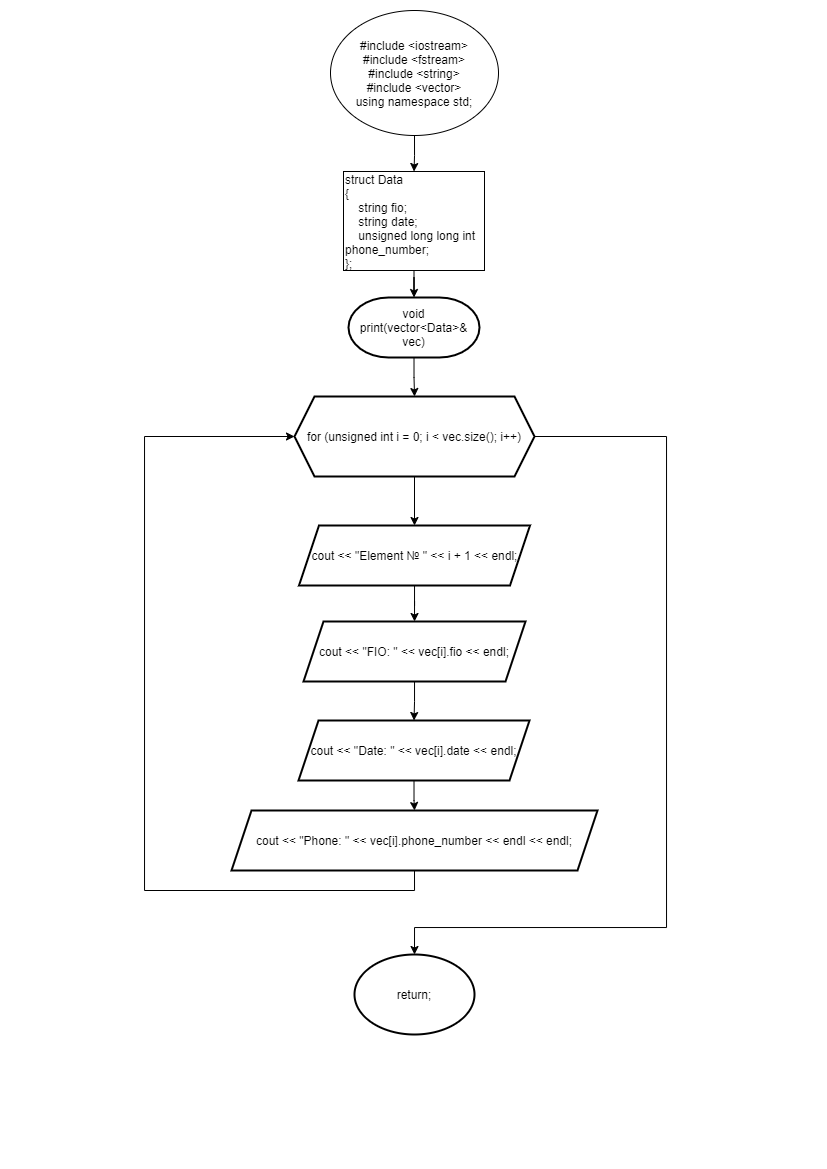 #include <iostream>
#include <fstream>
#include <string>
#include <vector>
using namespace std;
struct Data
{
string fio;
string date;
unsigned long long int
phone_number;
};
void
print(vector<Data>&
vec)
for (unsigned int i = 0; i < vec.size(); i++)
cout << "Element № " << i + 1 << endl;
cout << "FIO: " << vec[i].fio << endl;
cout << "Date: " << vec[i].date << endl;
cout << "Phone: " << vec[i].phone_number << endl << endl;
return;